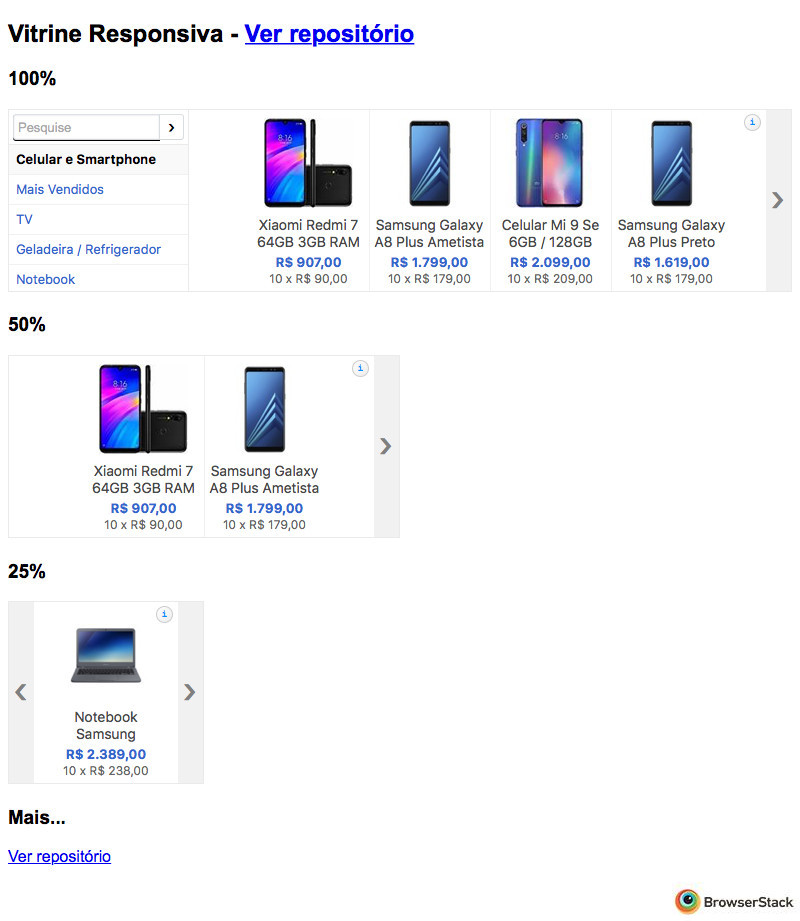 Vitrine Responsiva - Ver repositório
100%
Pesquise
Celular e Smartphone
Mais Vendidos
TV
Geladeira / Refrigerador
Notebook
Xiaomi Redmi 7
64GB 3GB RAM
R$ 907,00
10 x R$ 90,00
Samsung Galaxy
A8 Plus Ametista
R$ 1.799,00
10 x R$ 179,00
Celular Mi 9 Se
6GB / 128GB
R$ 2.099,00
10 x R$ 209,00
Samsung Galaxy
A8 Plus Preto
R$ 1.619,00
10 x R$ 179,00
i
50%
Xiaomi Redmi 7
64GB 3GB RAM
R$ 907,00
10 x R$ 90,00
Samsung Galaxy
A8 Plus Ametista
R$ 1.799,00
10 x R$ 179,00
i
25%
i
Notebook
Samsung
R$ 2.389,00
10 x R$ 238,00
Mais...
Ver repositório
BrowserStack